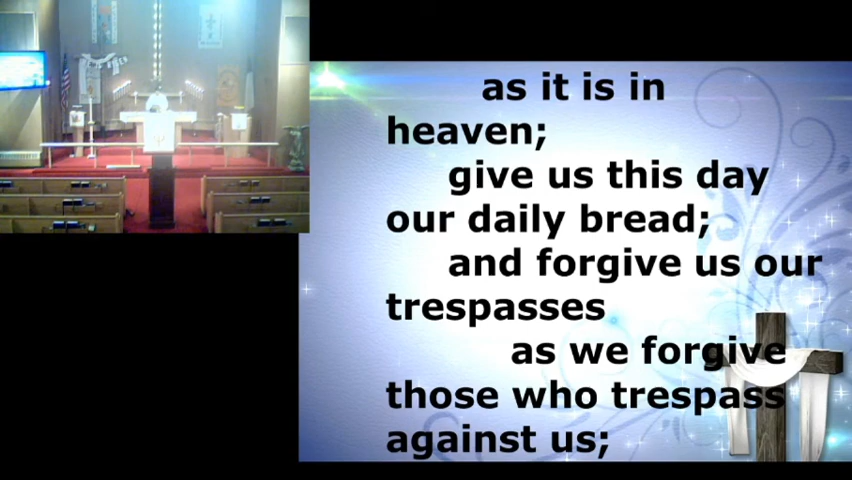 as it is in
heaven;
give us this day
our daily bread;
and forgive us our
trespasses
as we forgive
those who trespass
against us;